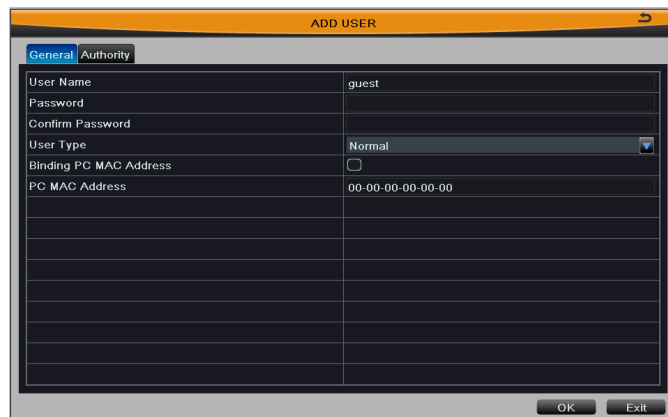 ADD USER
General Authority
User Name guest
Password
Confirm Password
User Type Normal
Binding PC MAC Address
PC MAC Address 00-00-00-00-00-00
OK Exit